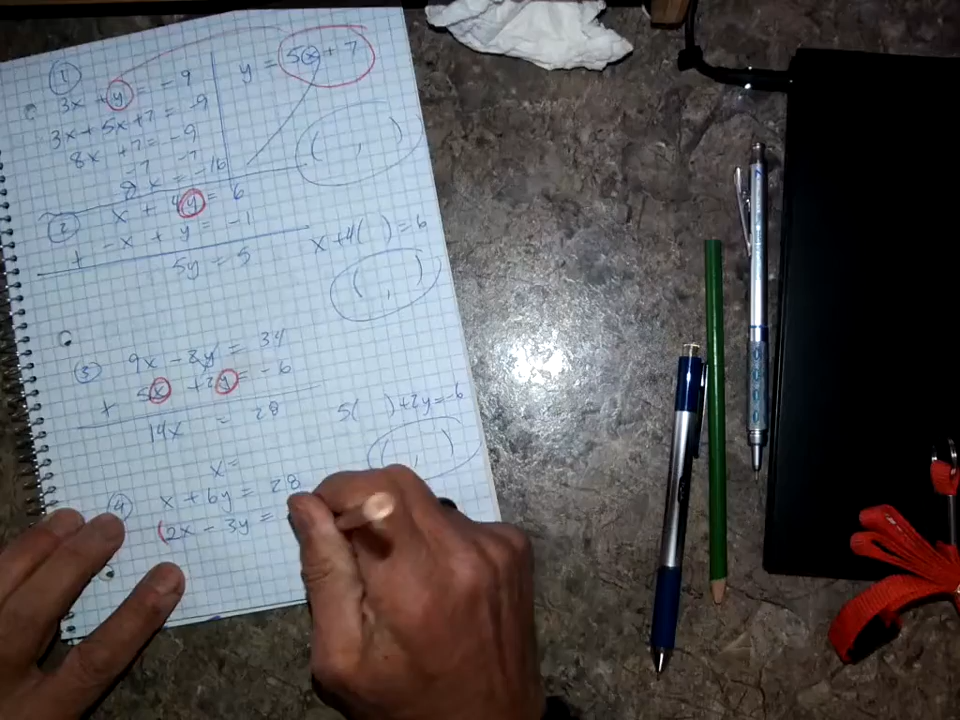 ①
3x + y = 9
y = 5x + 7
3x + 5x + 7 = -9
8x + 7 = -9
-7 -7
8x = -16
( , )
②
x + 4y = 6
+ -x + y = -1
5y = 5
x + 4( ) = 6
( , )
③
9x - 2y = 34
+ 5x + 2y = -6
14x = 28
5( ) + 2y = -6
x =
( , )
④
x + 6y = 28
(2x - 3y =